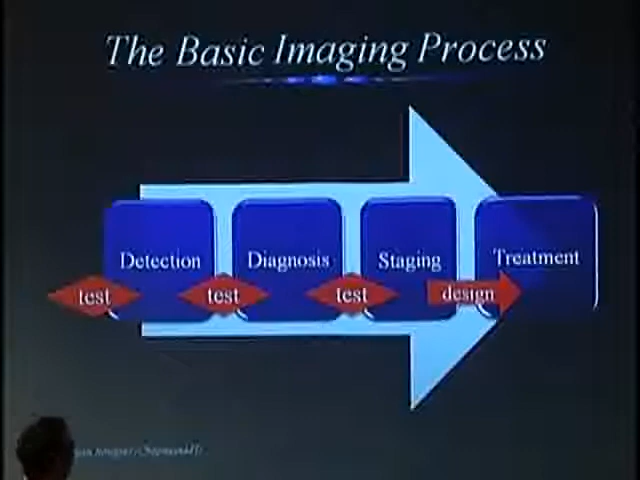 The Basic Imaging Process
Detection
Diagnosis
Staging
Treatment
test
test
test
design